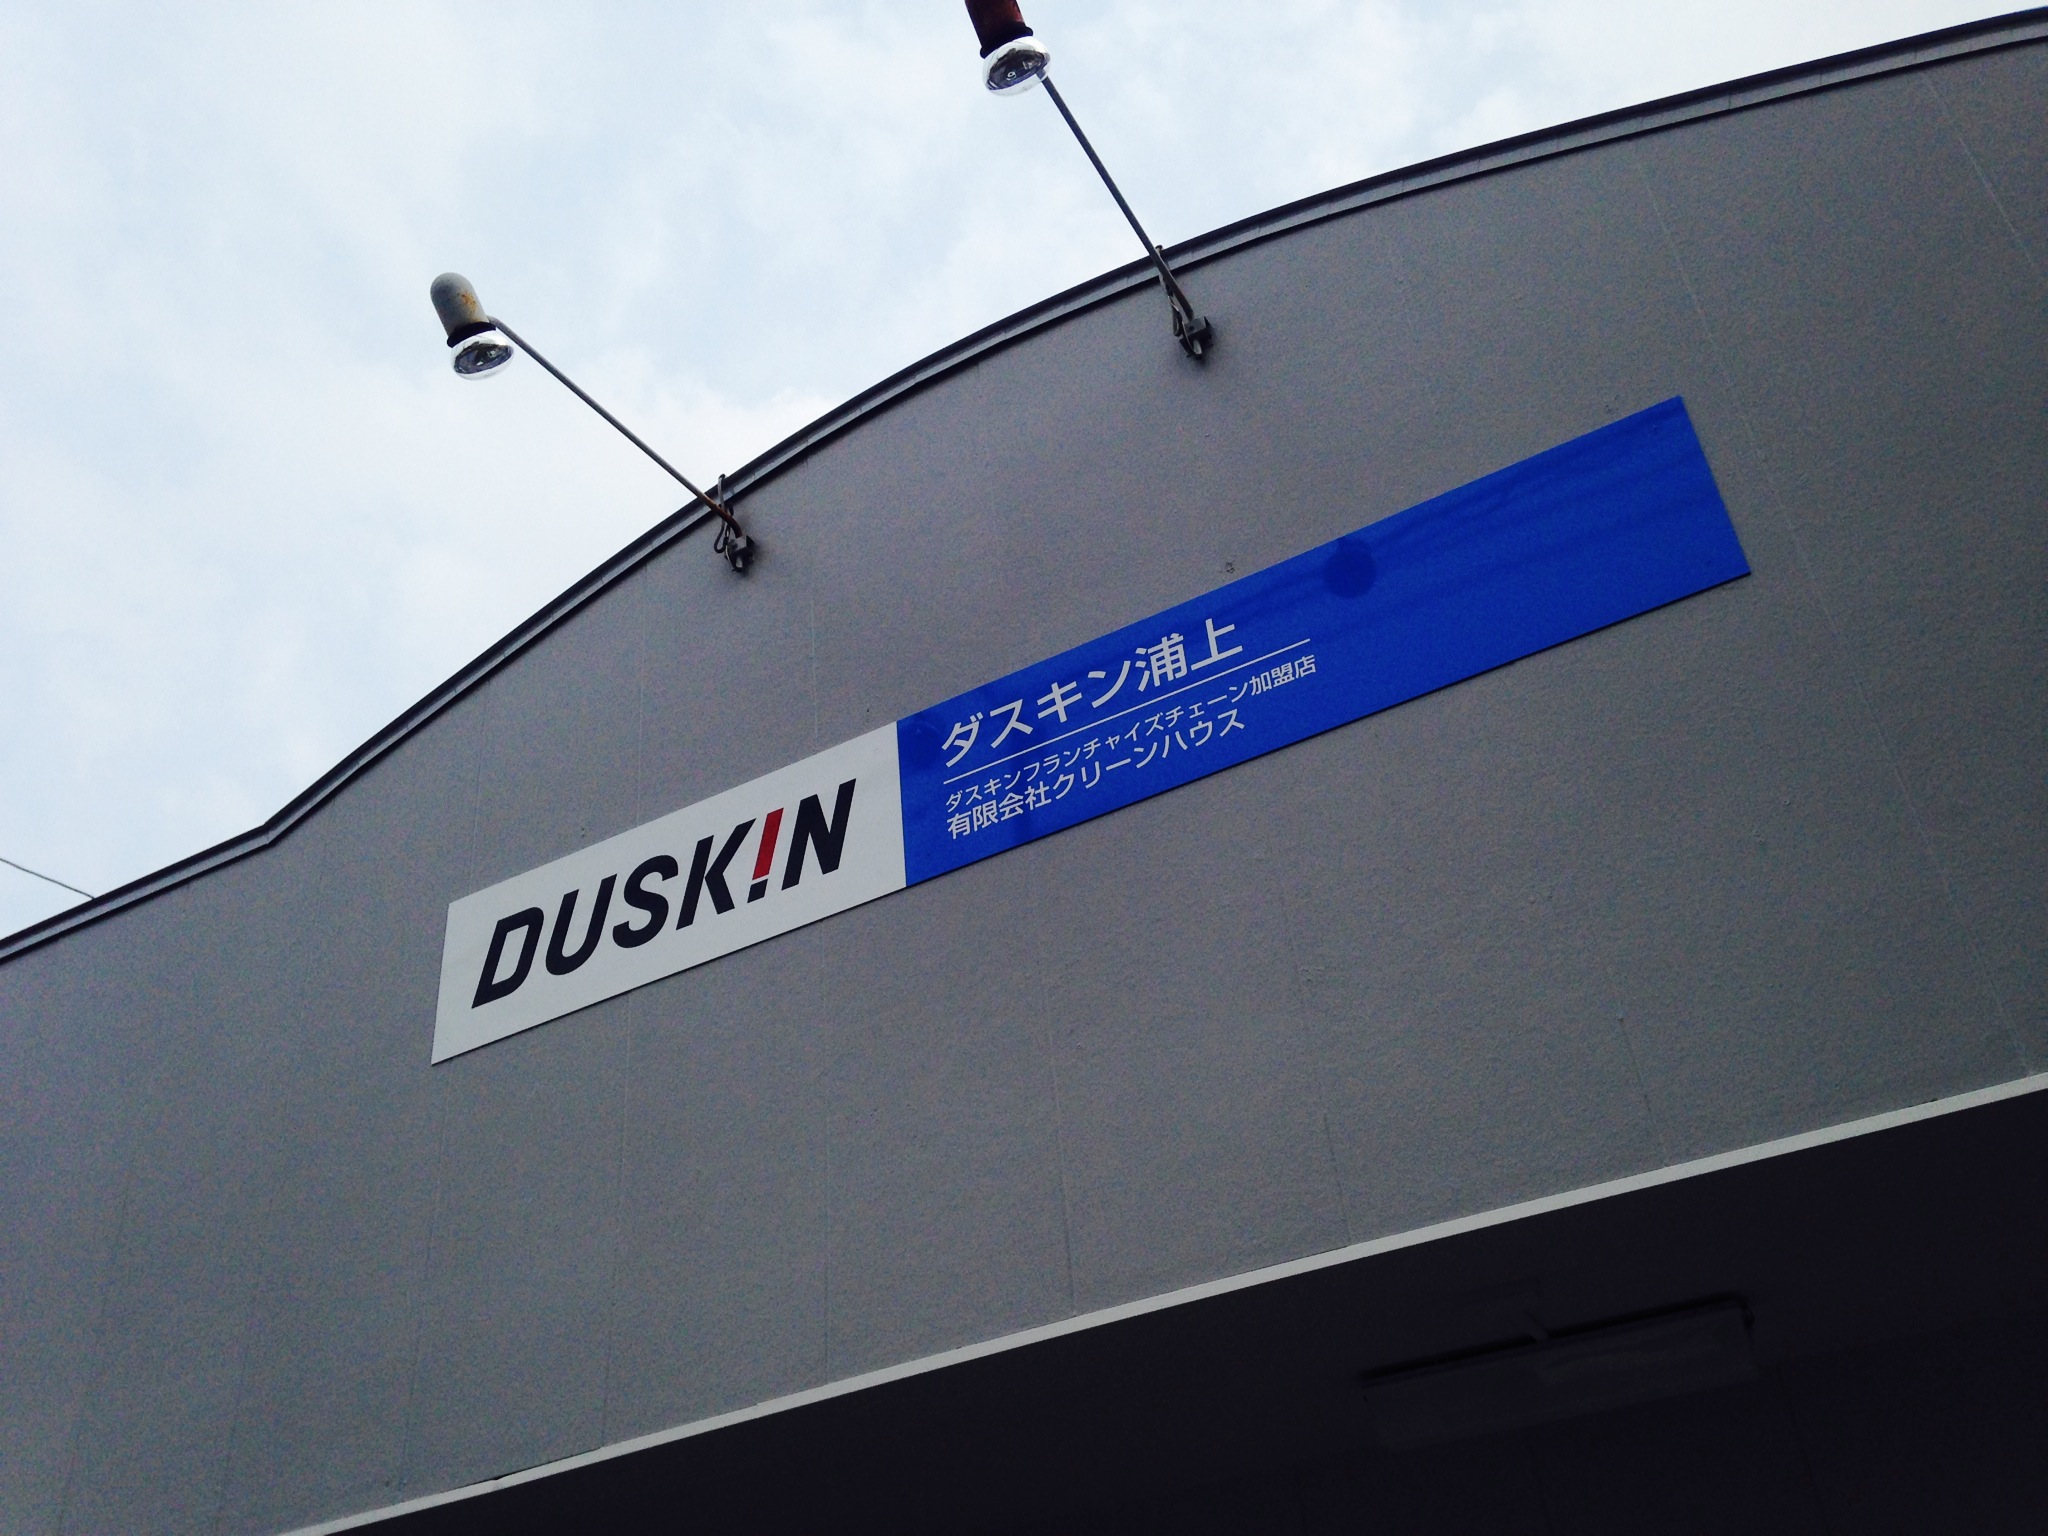 DUSK!N
ダスキン浦上
ダスキンフランチャイズチェーン加盟店
有限会社クリーンハウス